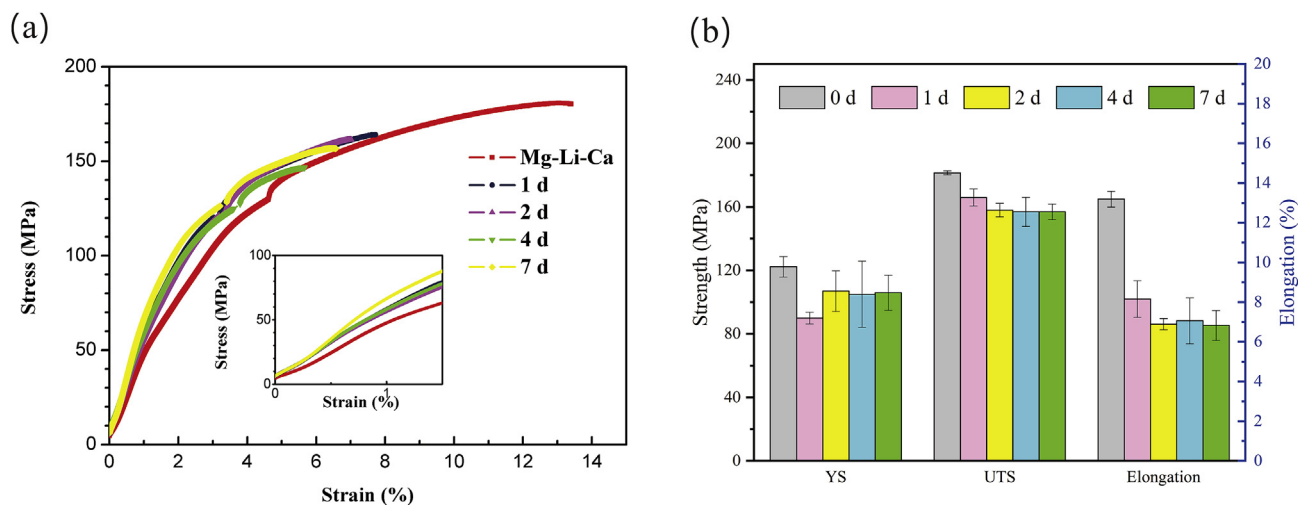 (a)
(b)
200
150
100
50
0
Stress (MPa)
0 2 4 6 8 10 12 14
Strain (%)
Mg-Li-Ca
1 d
2 d
4 d
7 d
100
50
0
Stress (MPa)
0 1
Strain (%)
240
200
160
120
80
40
0
Strength (MPa)
0 d 1 d 2 d 4 d 7 d
YS UTS Elongation
20
18
16
14
12
10
8
6
4
2
0
Elongation (%)